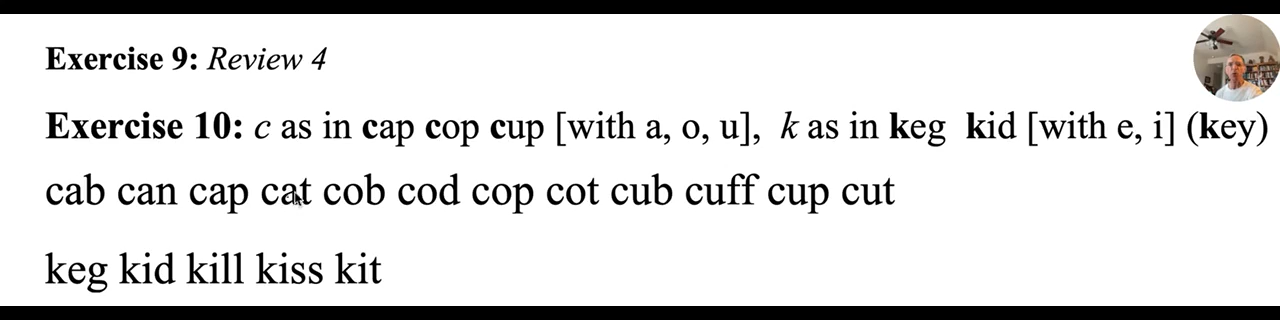 Exercise 9: Review 4
Exercise 10: c as in cap cop cup [with a, o, u], k as in keg kid [with e, i] (key)
cab can cap cat cob cod cop cot cub cuff cup cut
keg kid kill kiss kit